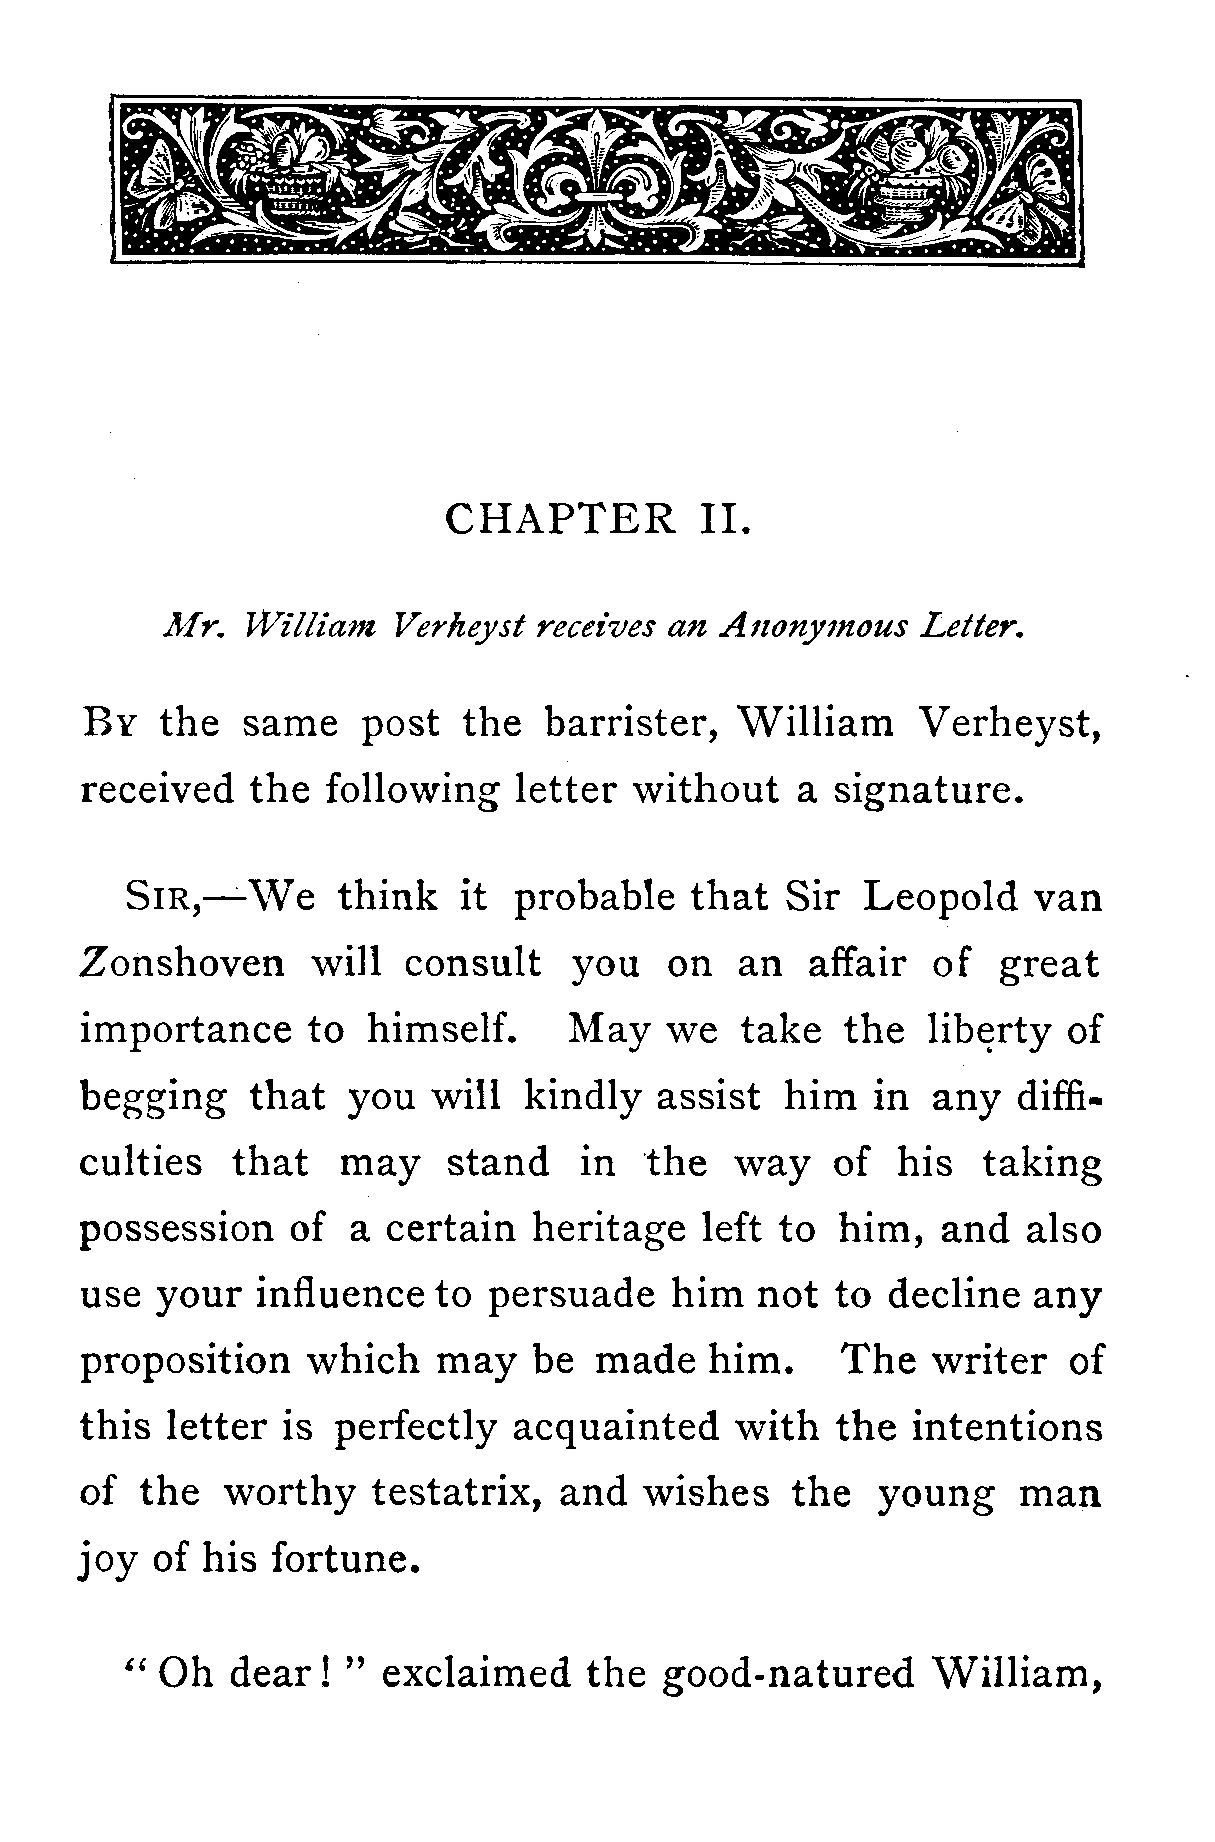 CHAPTER II.
Mr. William Verheyst receives an Anonymous Letter.
By the same post the barrister, William Verheyst,
received the following letter without a signature.
Sir,—We think it probable that Sir Leopold van
Zonshoven will consult you on an affair of great
importance to himself. May we take the liberty of
begging that you will kindly assist him in any diffi-
culties that may stand in the way of his taking
possession of a certain heritage left to him, and also
use your influence to persuade him not to decline any
proposition which may be made him. The writer of
this letter is perfectly acquainted with the intentions
of the worthy testatrix, and wishes the young man
joy of his fortune.
“ Oh dear ! ” exclaimed the good-natured William,